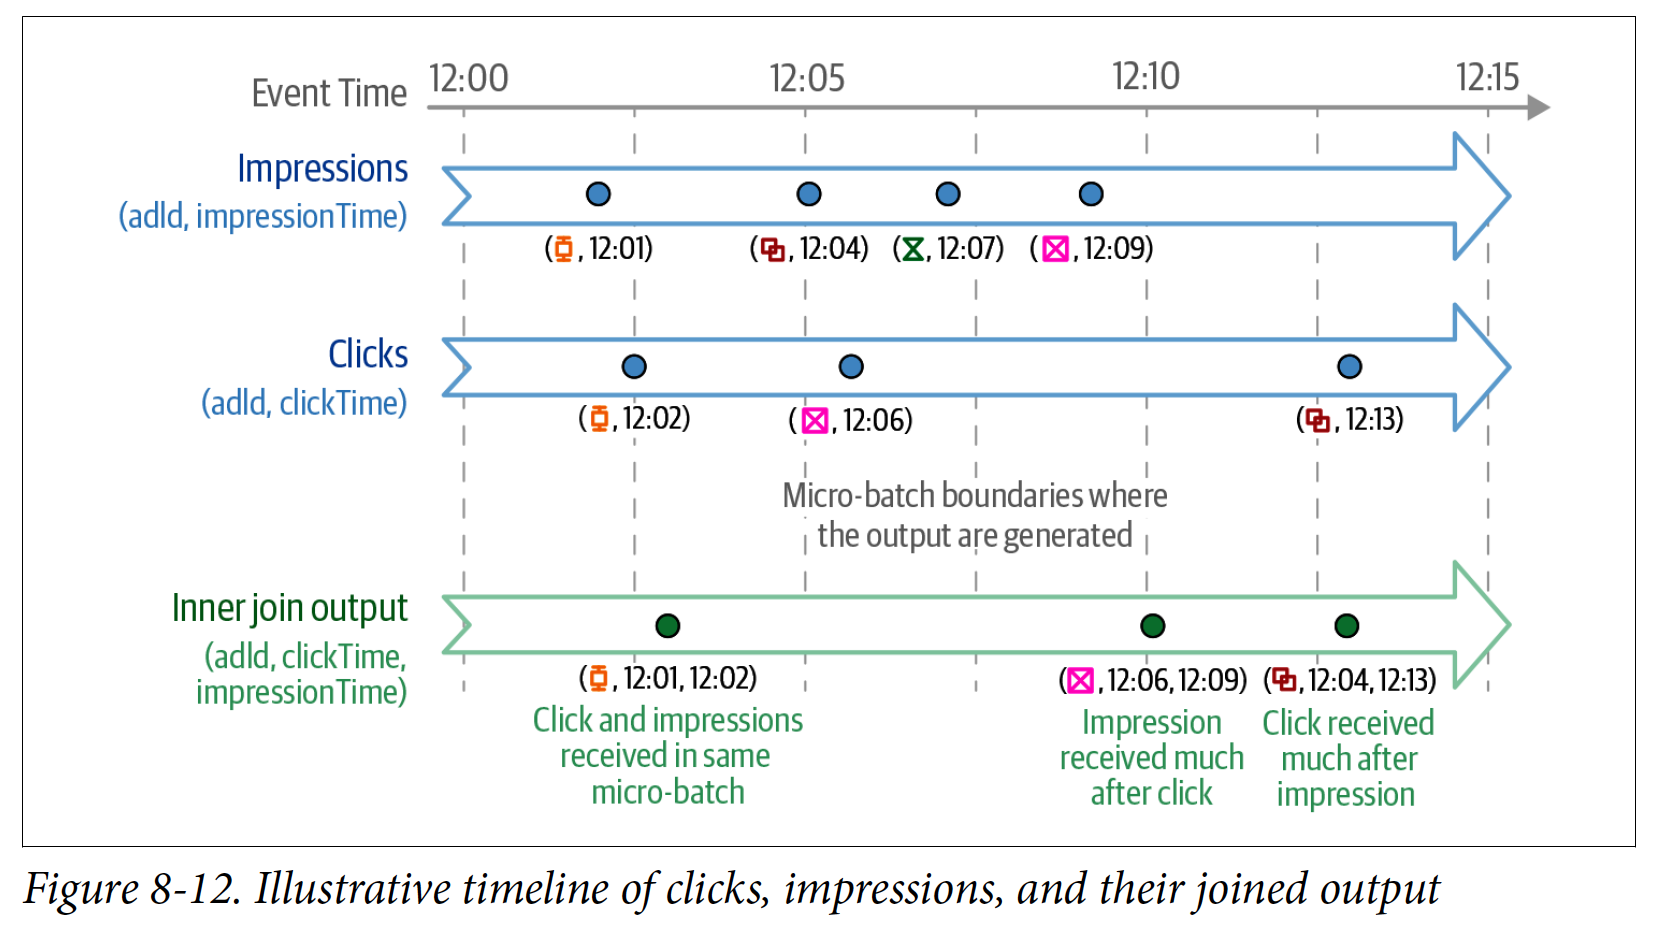 12:00 12:05 12:10 12:15
Event Time
Impressions
(adId, impressionTime)
( , 12:01) ( , 12:04) ( , 12:07) ( , 12:09)
Clicks
(adId, clickTime)
( , 12:02) ( , 12:06) ( , 12:13)
Micro-batch boundaries where
the output are generated
Inner join output
(adId, clickTime,
impressionTime)
( , 12:01, 12:02) ( , 12:06, 12:09) ( , 12:04, 12:13)
Click and impressions
received in same
micro-batch
Impression
received much
after click
Click received
much after
impression
Figure 8-12. Illustrative timeline of clicks, impressions, and their joined output